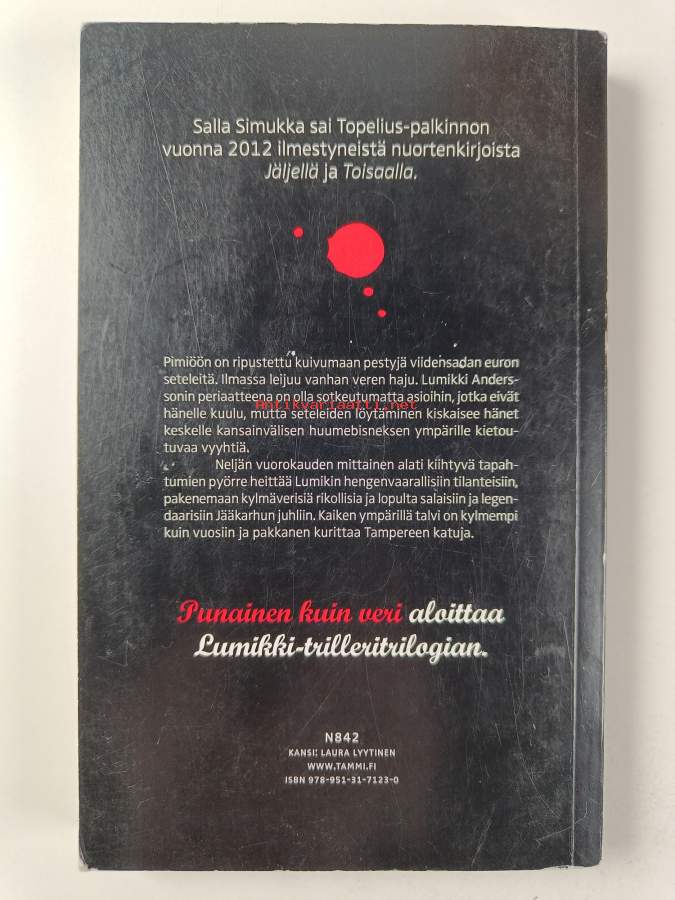 Salla Simukka sai Topelius-palkinnon
vuonna 2012 ilmestyneistä nuortenkirjoista
Jäljellä ja Toisaalla.
Pimiöön on ripustettu kuivumaan pestyjä viidensadan euron
seteleitä. Ilmassa leijuu vanhan veren haju. Lumikki Anders-
sonin periaatteena on olla sotkeutumatta asioihin, jotka eivät
Antikvariaatti.net
hänelle kuulu, mutta seteleiden löytäminen kiskaisee hänet
keskelle kansainvälisen huumebisneksen ympärille kietou-
tuvaa vyyhtiä.
Neljän vuorokauden mittainen alati kiihtyvä tapah-
tumien pyörre heittää Lumikin hengenvaarallisiin tilanteisiin,
pakenemaan kylmäverisiä rikollisia ja lopulta salaisiin ja legen-
daarisiin Jääkarhun juhliin. Kaiken ympärillä talvi on kylmempi
kuin vuosiin ja pakkanen kurittaa Tampereen katuja.
Punainen kuin veri aloittaa
Lumikki-trilleritrilogian.
N842
KANSI: LAURA LYYTINEN
WWW.TAMMI.FI
ISBN 978-951-31-7123-0